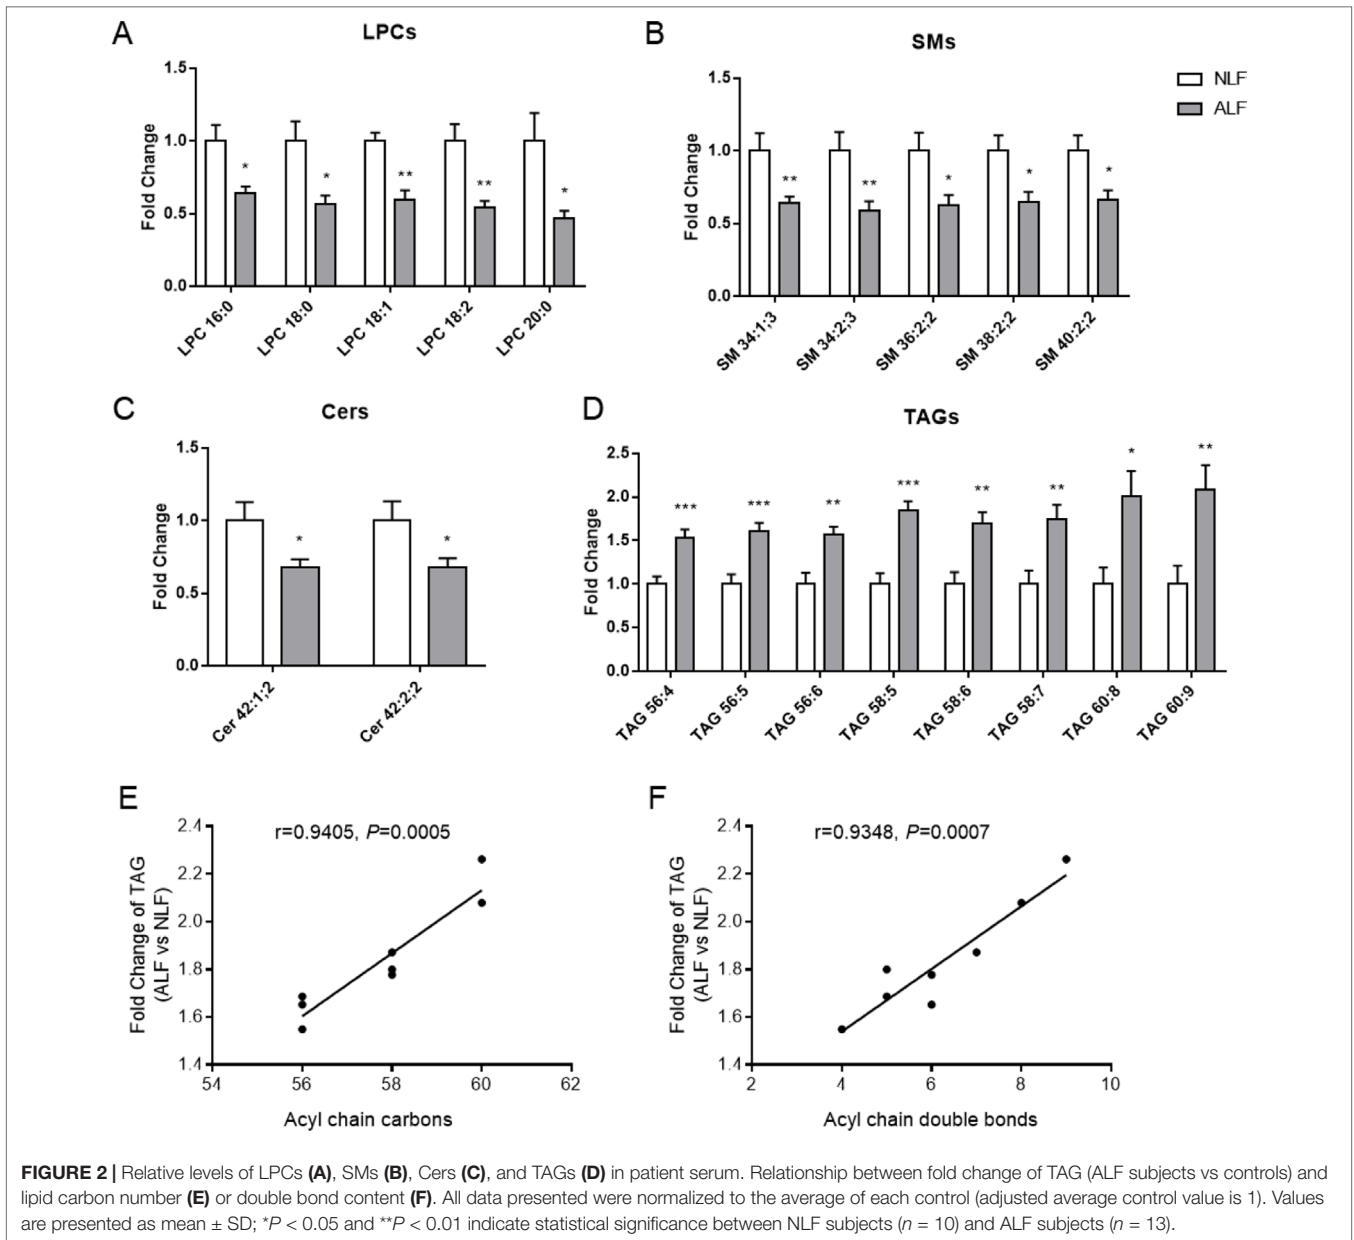 A
LPCs
Fold Change
1.5
1.0
0.5
0.0
*
*
**
**
*
LPC 16:0
LPC 18:0
LPC 18:1
LPC 18:2
LPC 20:0
B
SMs
Fold Change
1.5
1.0
0.5
0.0
**
**
*
*
*
SM 34:1;3
SM 34:2;3
SM 36:2;2
SM 38:2;2
SM 40:2;2
NLF
ALF
C
Cers
Fold Change
1.5
1.0
0.5
0.0
*
*
Cer 42:1;2
Cer 42:2;2
D
TAGs
Fold Change
2.5
2.0
1.5
1.0
0.5
0.0
***
***
**
***
**
**
*
**
TAG 56:4
TAG 56:5
TAG 56:6
TAG 58:5
TAG 58:6
TAG 58:7
TAG 60:8
TAG 60:9
E
r=0.9405, P=0.0005
Fold Change of TAG
(ALF vs NLF)
2.4
2.2
2.0
1.8
1.6
1.4
54
56
58
60
62
Acyl chain carbons
F
r=0.9348, P=0.0007
Fold Change of TAG
(ALF vs NLF)
2.4
2.2
2.0
1.8
1.6
1.4
2
4
6
8
10
Acyl chain double bonds
FIGURE 2 | Relative levels of LPCs (A), SMs (B), Cers (C), and TAGs (D) in patient serum. Relationship between fold change of TAG (ALF subjects vs controls) and
lipid carbon number (E) or double bond content (F). All data presented were normalized to the average of each control (adjusted average control value is 1). Values
are presented as mean ± SD; *P < 0.05 and **P < 0.01 indicate statistical significance between NLF subjects (n = 10) and ALF subjects (n = 13).